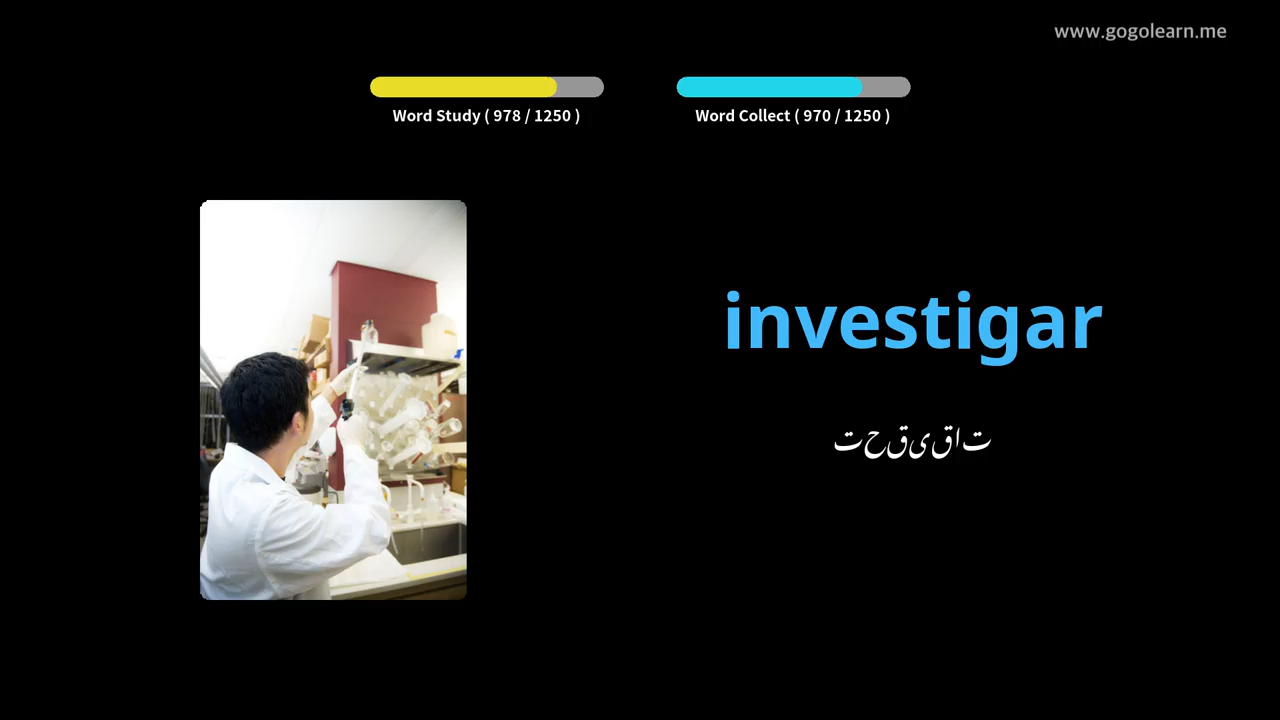 www.gogolearn.me
Word Study ( 978 / 1250 )
Word Collect ( 970 / 1250 )
investigar
تحقیقات